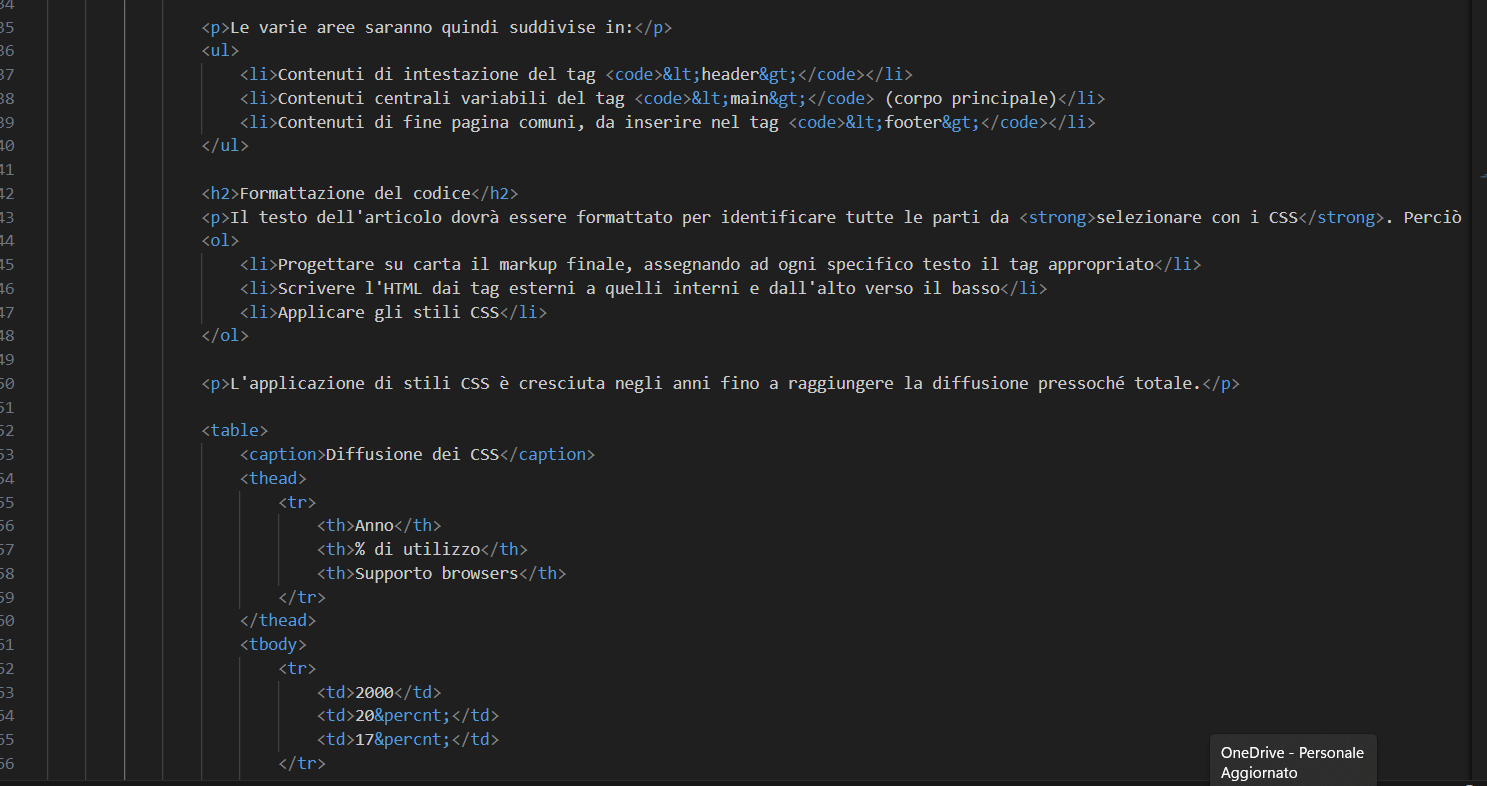 34
35 <p>Le varie aree saranno quindi suddivise in:</p>
36 <ul>
37 <li>Contenuti di intestazione del tag <code>&lt;header&gt;</code></li>
38 <li>Contenuti centrali variabili del tag <code>&lt;main&gt;</code> (corpo principale)</li>
39 <li>Contenuti di fine pagina comuni, da inserire nel tag <code>&lt;footer&gt;</code></li>
40 </ul>
41
42 <h2>Formattazione del codice</h2>
43 <p>Il testo dell'articolo dovrà essere formattato per identificare tutte le parti da <strong>selezionare con i CSS</strong>. Perciò
44 <ol>
45 <li>Progettare su carta il markup finale, assegnando ad ogni specifico testo il tag appropriato</li>
46 <li>Scrivere l'HTML dai tag esterni a quelli interni e dall'alto verso il basso</li>
47 <li>Applicare gli stili CSS</li>
48 </ol>
49
50 <p>L'applicazione di stili CSS è cresciuta negli anni fino a raggiungere la diffusione pressoché totale.</p>
51
52 <table>
53 <caption>Diffusione dei CSS</caption>
54 <thead>
55 <tr>
56 <th>Anno</th>
57 <th>% di utilizzo</th>
58 <th>Supporto browsers</th>
59 </tr>
60 </thead>
61 <tbody>
62 <tr>
63 <td>2000</td>
64 <td>20&percnt;</td>
65 <td>17&percnt;</td>
66 </tr>
OneDrive - Personale
Aggiornato